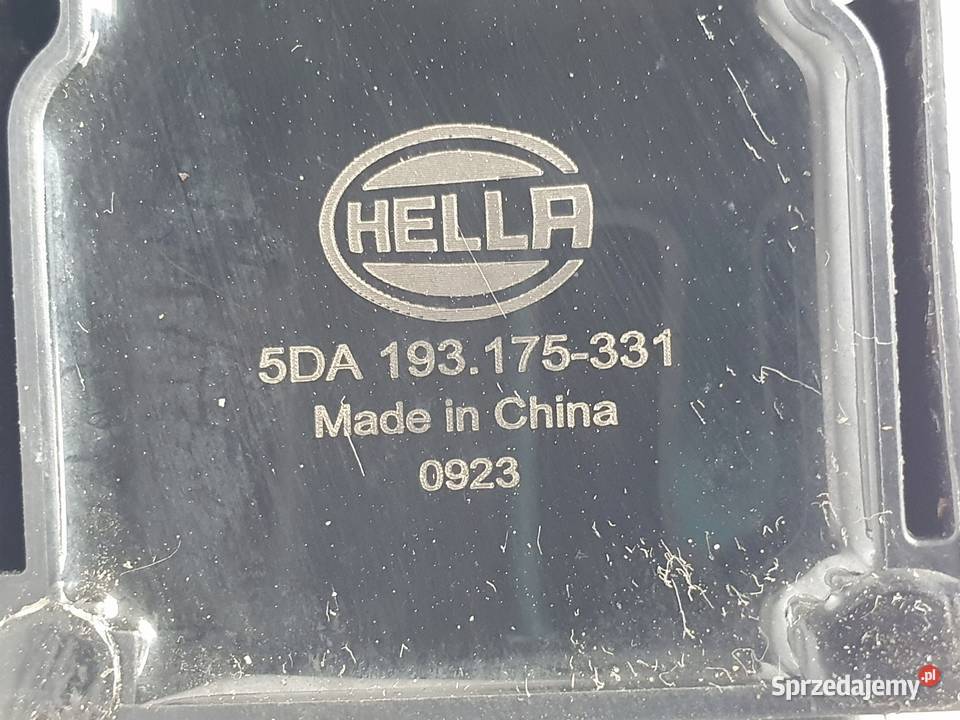 HELLA
5DA 193.175-331
Made in China
0923
Sprzedajemy.pl